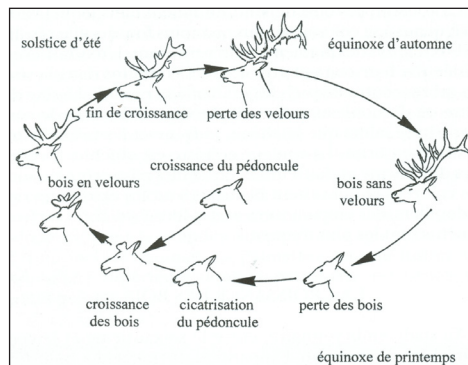 solstice d'été
équinoxe d'automne
fin de croissance
perte des velours
croissance du pédoncule
bois en velours
bois sans
velours
croissance
des bois
cicatrisation
du pédoncule
perte des bois
équinoxe de printemps